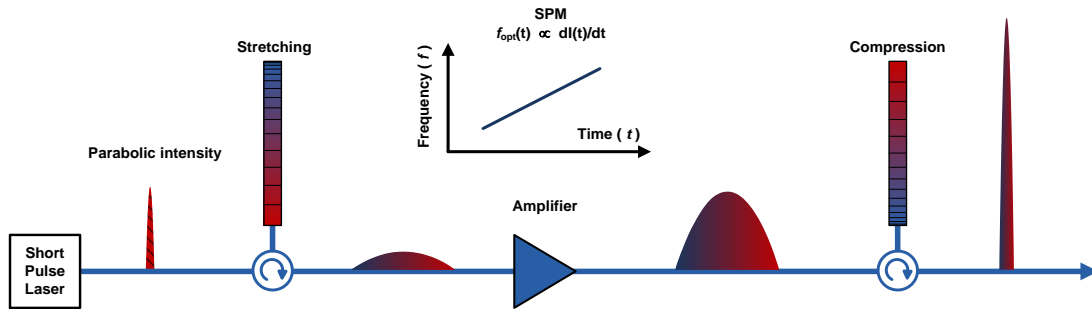 SPM
fopt(t) ∝ dI(t)/dt
Stretching
Compression
Frequency ( f )
Time ( t )
Parabolic intensity
Amplifier
Short
Pulse
Laser